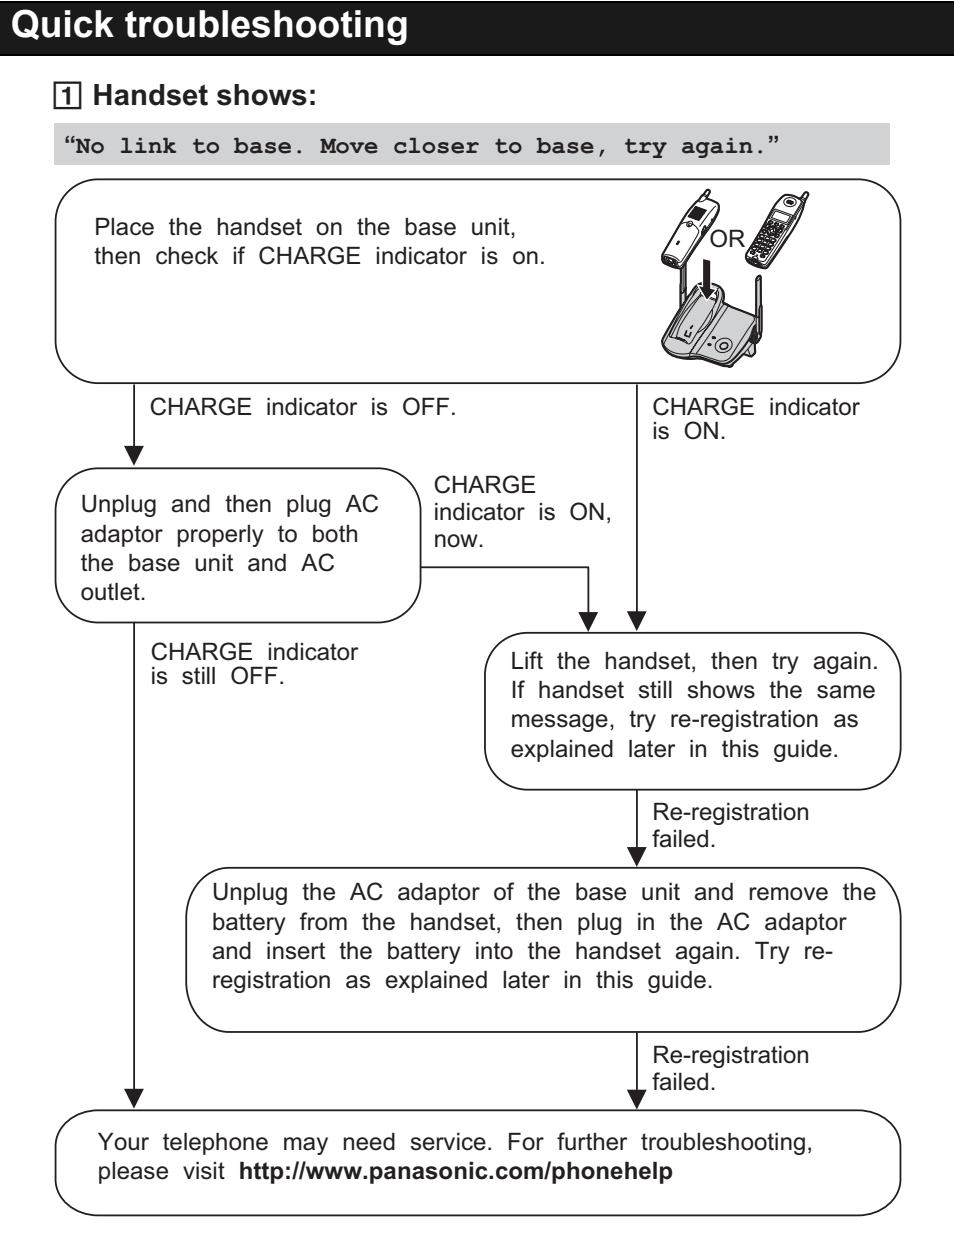 Quick troubleshooting
1 Handset shows:
“No link to base. Move closer to base, try again.”
Place the handset on the base unit,
then check if CHARGE indicator is on.
OR
CHARGE indicator is OFF.
CHARGE indicator
is ON.
Unplug and then plug AC
adaptor properly to both
the base unit and AC
outlet.
CHARGE
indicator is ON,
now.
CHARGE indicator
is still OFF.
Lift the handset, then try again.
If handset still shows the same
message, try re-registration as
explained later in this guide.
Re-registration
failed.
Unplug the AC adaptor of the base unit and remove the
battery from the handset, then plug in the AC adaptor
and insert the battery into the handset again. Try re-
registration as explained later in this guide.
Re-registration
failed.
Your telephone may need service. For further troubleshooting,
please visit http://www.panasonic.com/phonehelp